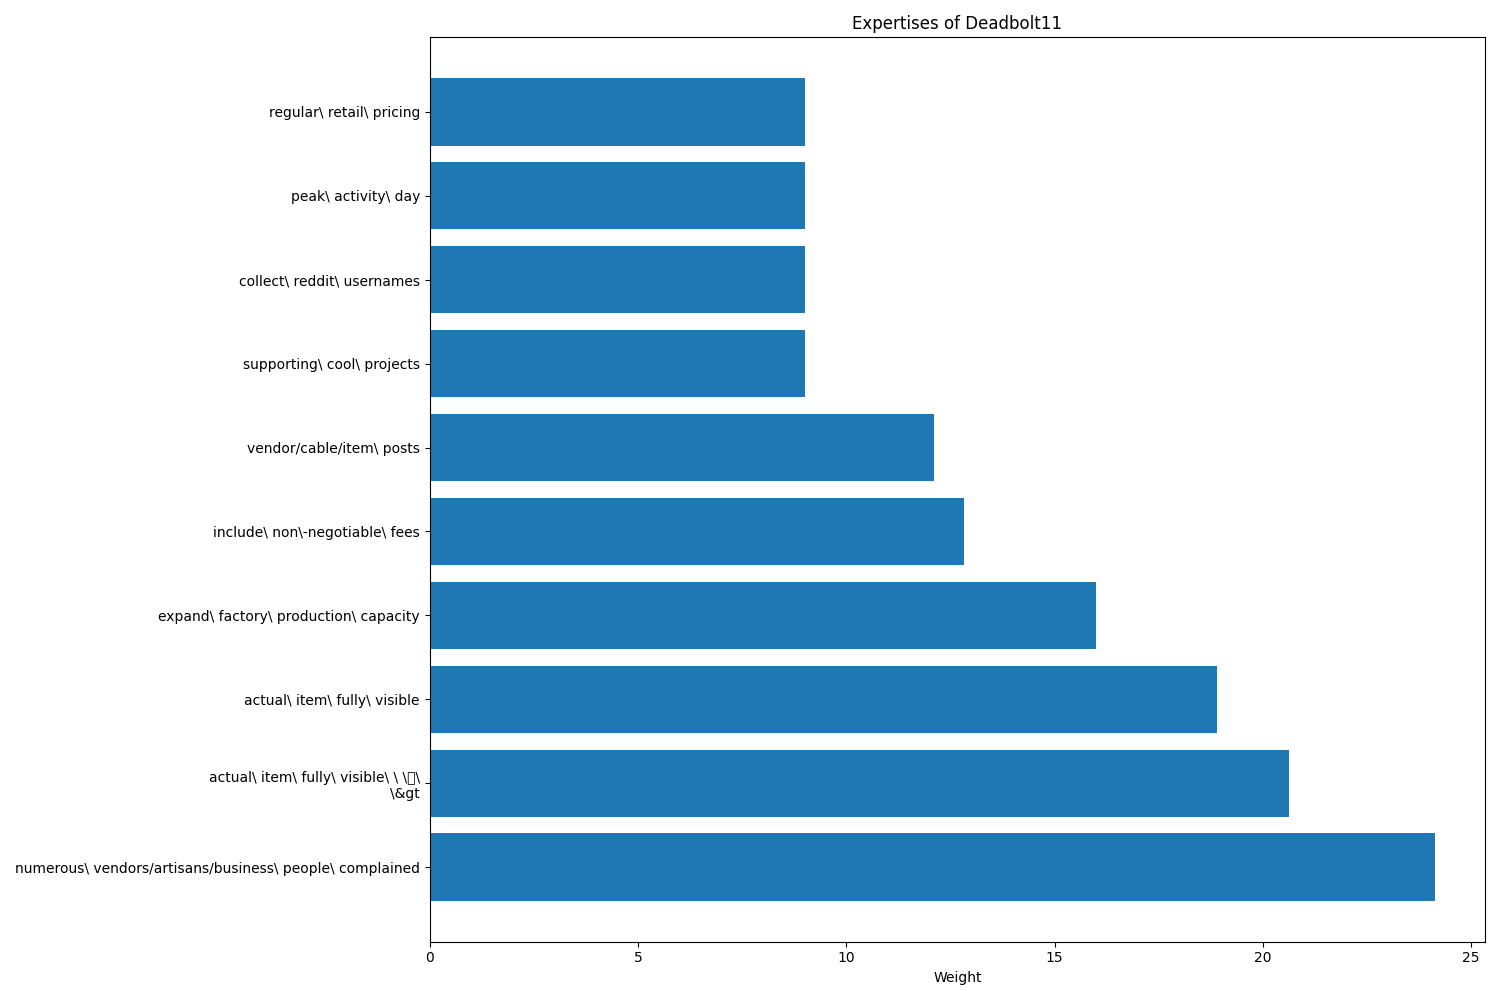 Expertises of Deadbolt11
regular\ retail\ pricing
peak\ activity\ day
collect\ reddit\ usernames
supporting\ cool\ projects
vendor/cable/item\ posts
include\ non\-negotiable\ fees
expand\ factory\ production\ capacity
actual\ item\ fully\ visible
actual\ item\ fully\ visible\ \ \▯\
\&gt
numerous\ vendors/artisans/business\ people\ complained
0 5 10 15 20 25
Weight